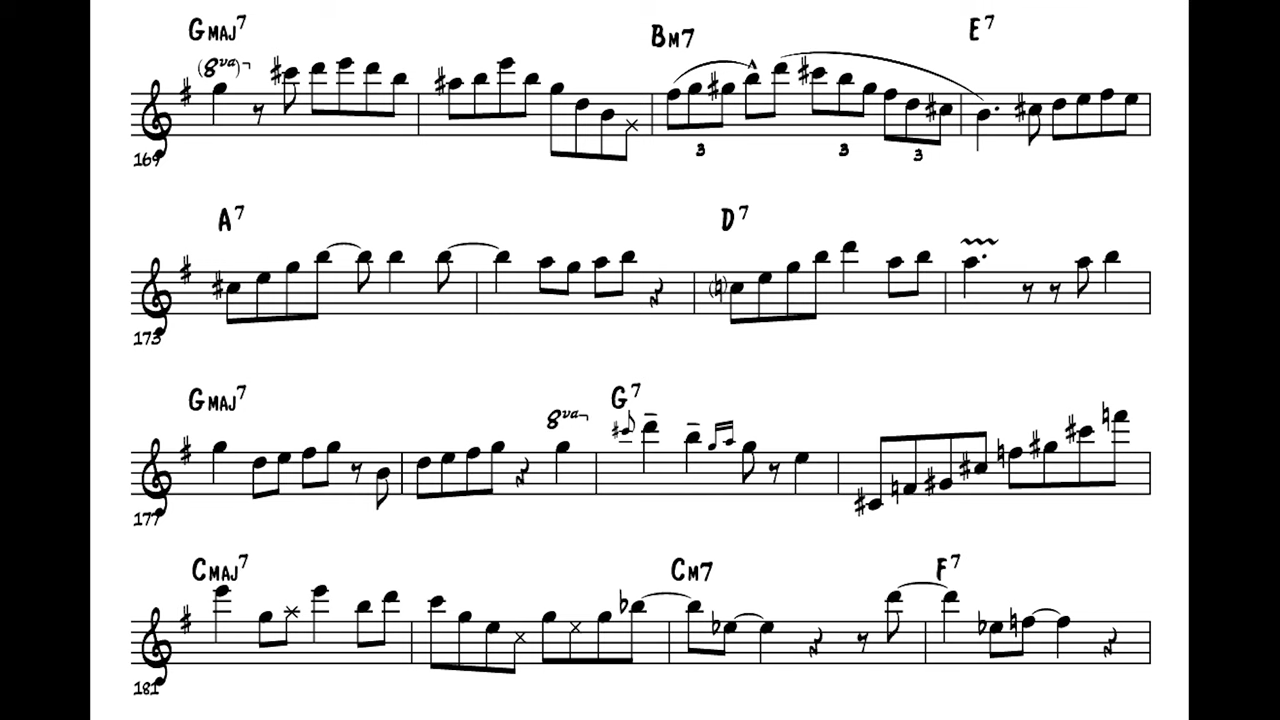 Gmaj7 Bm7 E7
(8va)
3 3 3
169
A7 D7
173
Gmaj7 G7
8va
177
Cmaj7 Cm7 F7
181